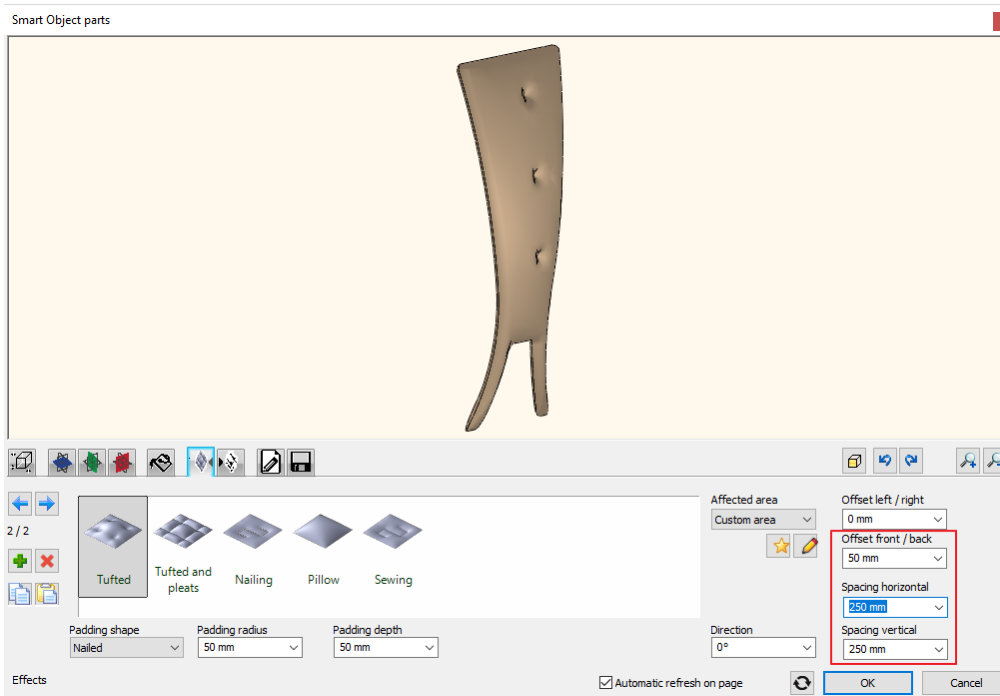 Smart Object parts
2 / 2
Tufted
Tufted and
pleats
Nailing
Pillow
Sewing
Affected area
Custom area
Offset left / right
0 mm
Offset front / back
50 mm
Spacing horizontal
250 mm
Spacing vertical
250 mm
Padding shape
Nailed
Padding radius
50 mm
Padding depth
50 mm
Direction
0°
Effects
Automatic refresh on page
OK
Cancel